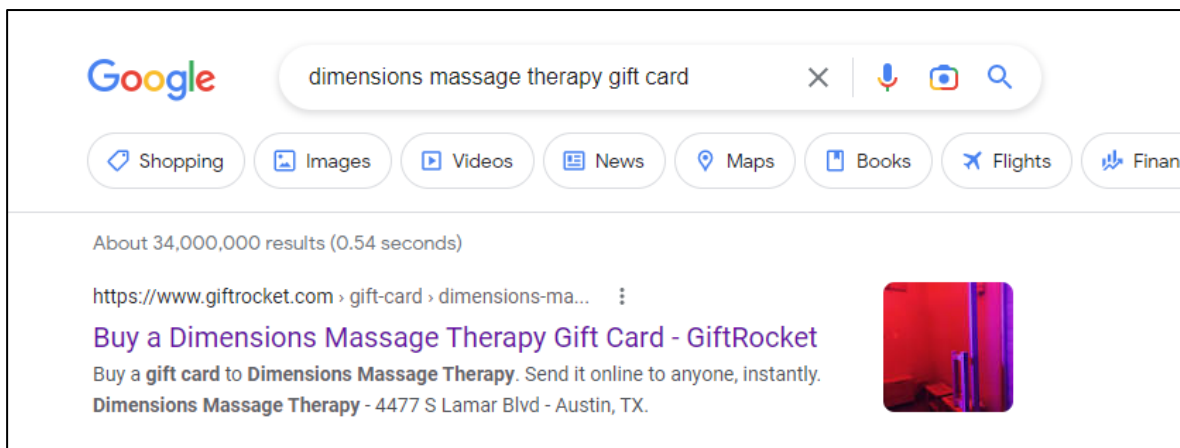 Google
dimensions massage therapy gift card
Shopping Images Videos News Maps Books Flights Finan
About 34,000,000 results (0.54 seconds)
https://www.giftrocket.com › gift-card › dimensions-ma...
Buy a Dimensions Massage Therapy Gift Card - GiftRocket
Buy a gift card to Dimensions Massage Therapy. Send it online to anyone, instantly.
Dimensions Massage Therapy - 4477 S Lamar Blvd - Austin, TX.